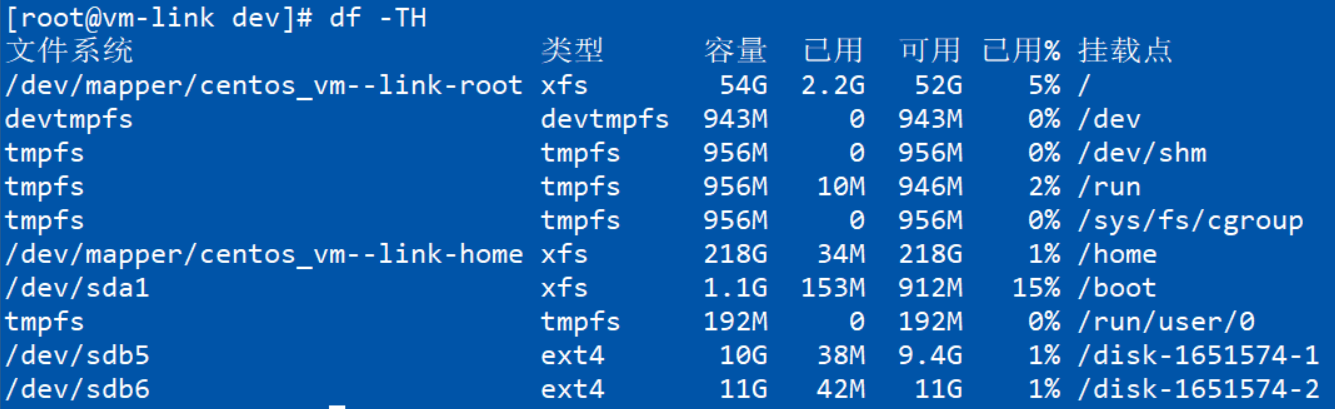 [root@vm-link dev]# df -TH
文件系统 类型 容量 已用 可用 已用% 挂载点
/dev/mapper/centos_vm--link-root xfs 54G 2.2G 52G 5% /
devtmpfs devtmpfs 943M 0 943M 0% /dev
tmpfs tmpfs 956M 0 956M 0% /dev/shm
tmpfs tmpfs 956M 10M 946M 2% /run
tmpfs tmpfs 956M 0 956M 0% /sys/fs/cgroup
/dev/mapper/centos_vm--link-home xfs 218G 34M 218G 1% /home
/dev/sda1 xfs 1.1G 153M 912M 15% /boot
tmpfs tmpfs 192M 0 192M 0% /run/user/0
/dev/sdb5 ext4 10G 38M 9.4G 1% /disk-1651574-1
/dev/sdb6 ext4 11G 42M 11G 1% /disk-1651574-2